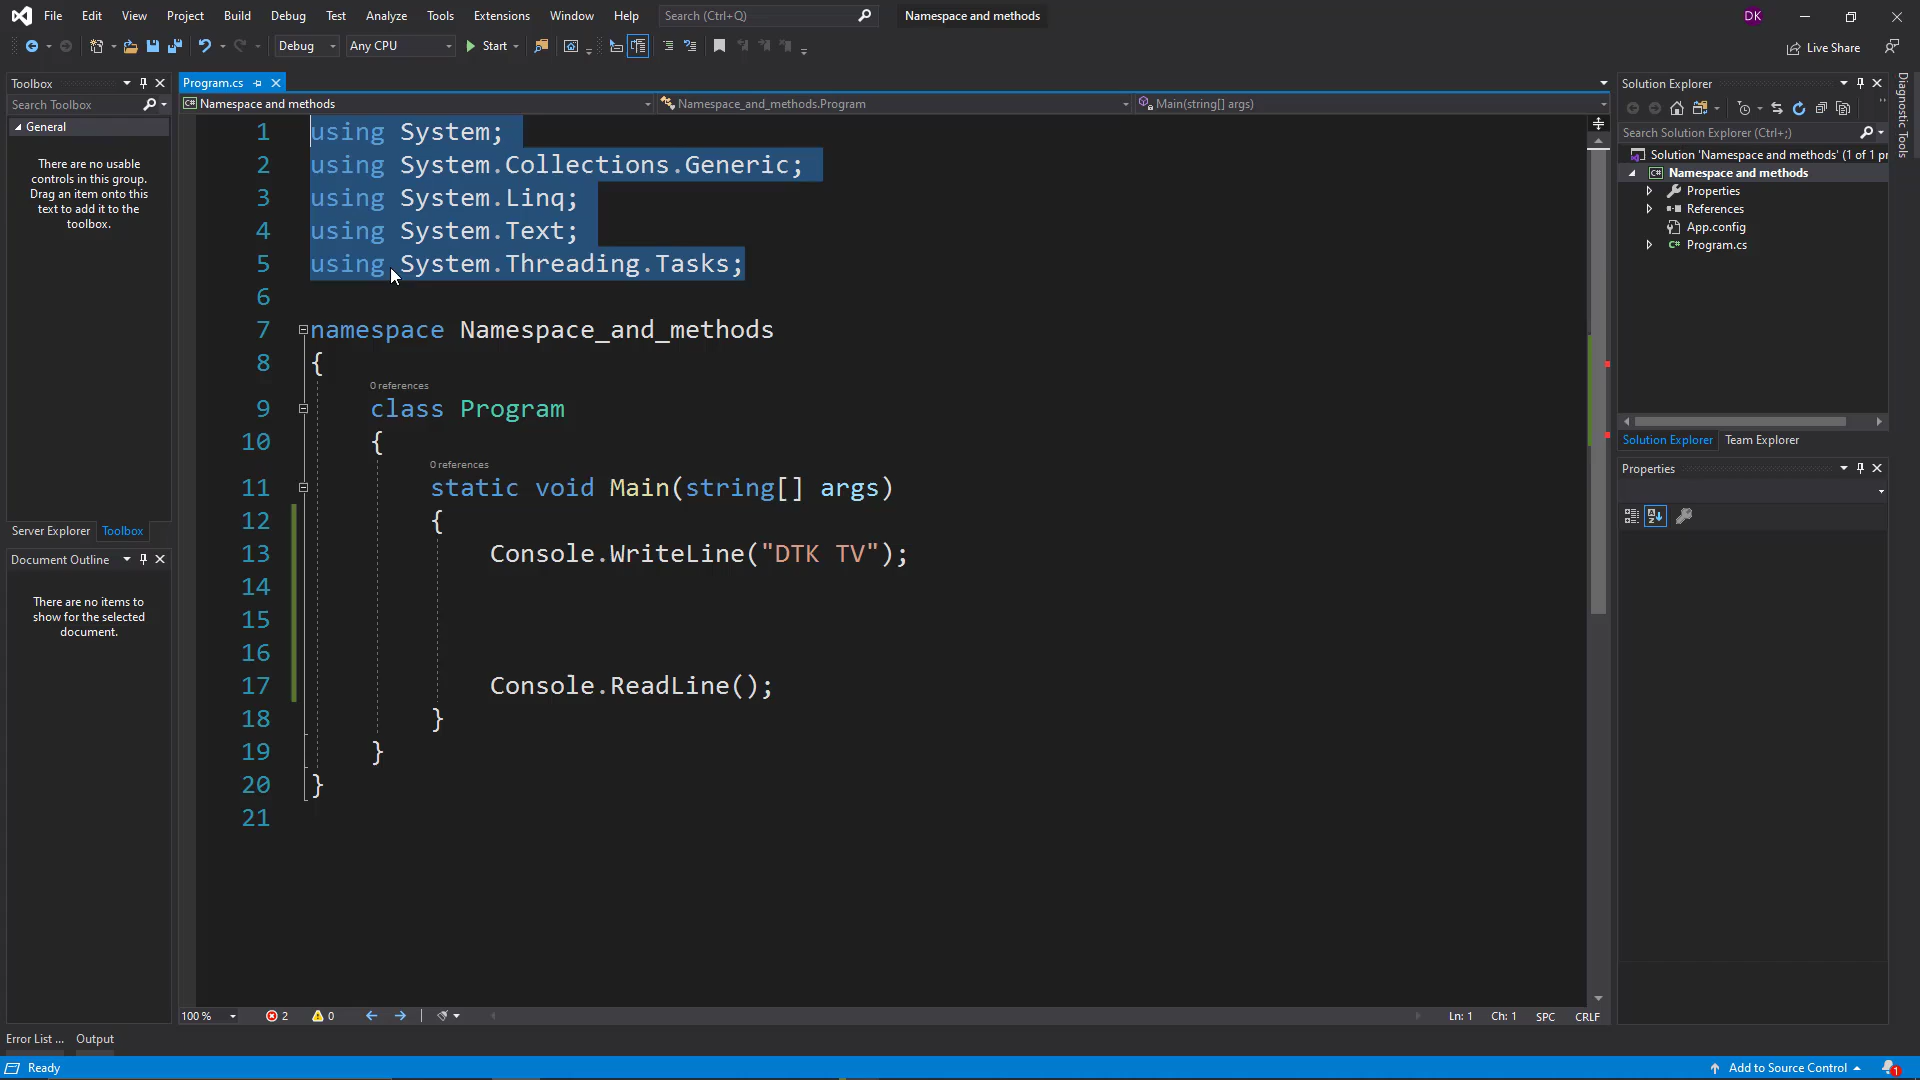 File Edit View Project Build Debug Test Analyze Tools Extensions Window Help Search (Ctrl+Q) Namespace and methods DK
Debug Any CPU Start Live Share
Toolbox
Search Toolbox
General
There are no usable
controls in this group.
Drag an item onto this
text to add it to the
toolbox.
Server Explorer Toolbox
Document Outline
There are no items to
show for the selected
document.
Program.cs
Namespace and methods Namespace_and_methods.Program Main(string[] args)
1 using System;
2 using System.Collections.Generic;
3 using System.Linq;
4 using System.Text;
5 using System.Threading.Tasks;
6
7 namespace Namespace_and_methods
8 {
0 references
9 class Program
10 {
0 references
11 static void Main(string[] args)
12 {
13 Console.WriteLine("DTK TV");
14
15
16
17 Console.ReadLine();
18 }
19 }
20 }
21
100 % 2 0 Ln: 1 Ch: 1 SPC CRLF
Solution Explorer
Search Solution Explorer (Ctrl+;)
Solution 'Namespace and methods' (1 of 1 pr
Namespace and methods
Properties
References
App.config
Program.cs
Solution Explorer Team Explorer
Properties
Diagnostic Tools
Error List ... Output
Ready Add to Source Control 1